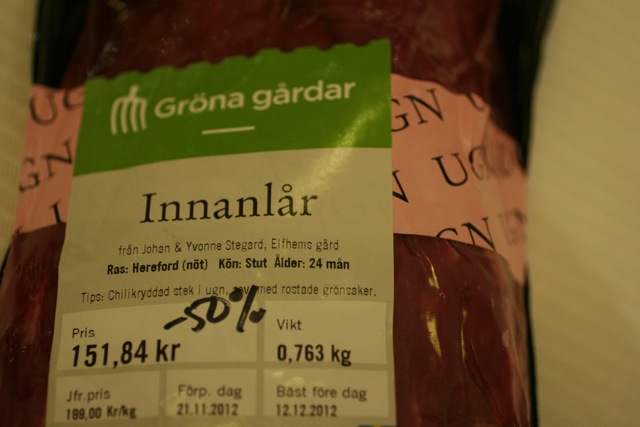 Gröna gårdar
UGN
UGN
UGN
UGN
Innanlår
från Johan & Yvonne Stegard, Elfhems gård
Ras: Hereford (nöt) Kön: Stut Ålder: 24 mån
Tips: Chilikryddad stek i ugn, med rostade grönsaker.
-50%
Pris
151,84 kr
Vikt
0,763 kg
Jfr.pris
199,00 Kr/kg
Förp. dag
21.11.2012
Bäst före dag
12.12.2012